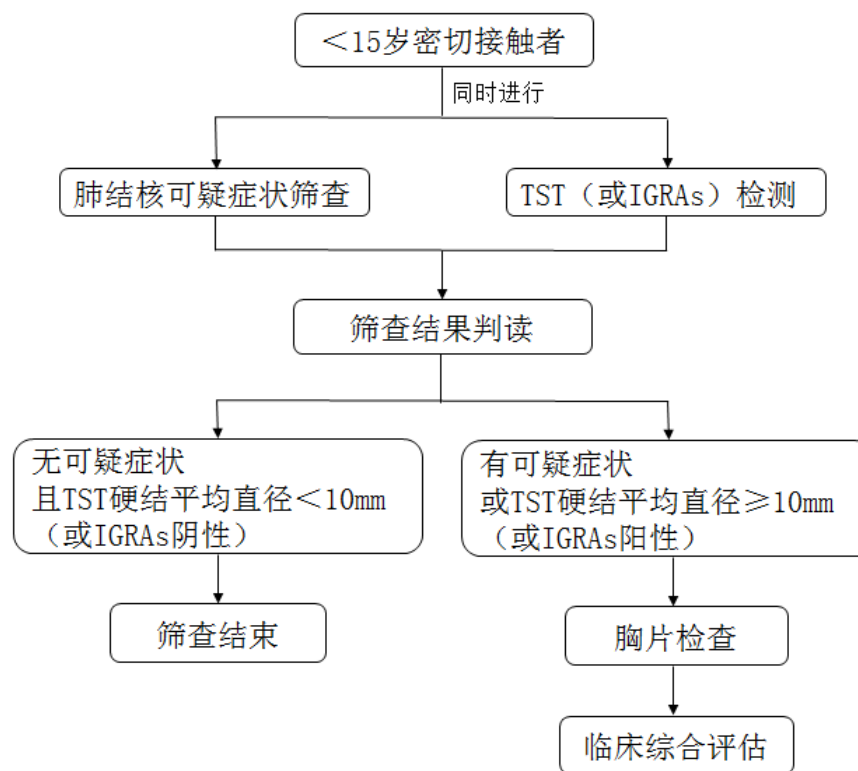 ＜15岁密切接触者
同时进行
肺结核可疑症状筛查
TST（或IGRAs）检测
筛查结果判读
无可疑症状
且TST硬结平均直径＜10mm
（或IGRAs阴性）
有可疑症状
或TST硬结平均直径≥10mm
（或IGRAs阳性）
筛查结束
胸片检查
临床综合评估